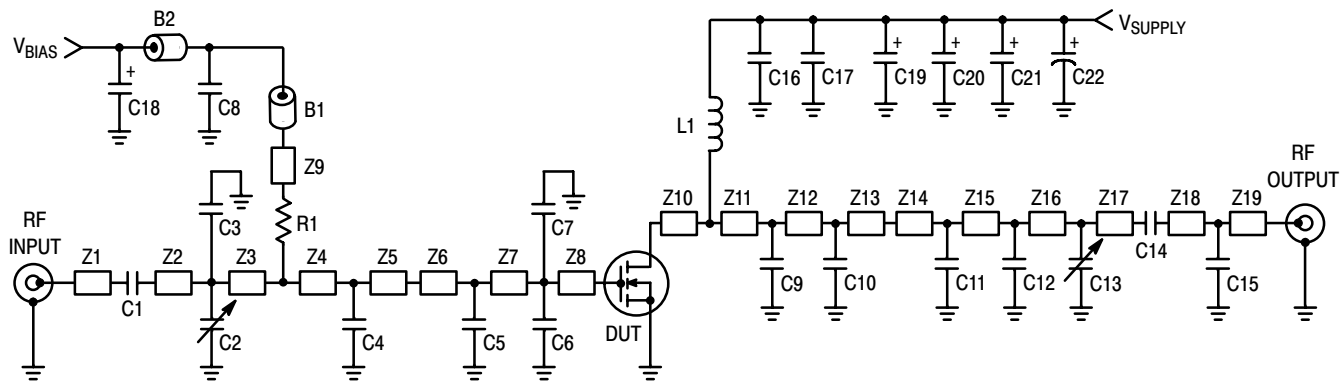 B2
V_BIAS
+
C18
C8
B1
Z9
R1
C3
RF
INPUT
Z1
C1
Z2
C2
Z3
Z4
C4
Z5
Z6
C5
Z7
C7
C6
Z8
DUT
V_SUPPLY
C16
C17
+
C19
+
C20
+
C21
+
C22
L1
Z10
Z11
C9
Z12
C10
Z13
Z14
C11
Z15
C12
Z16
C13
Z17
C14
Z18
C15
Z19
RF
OUTPUT